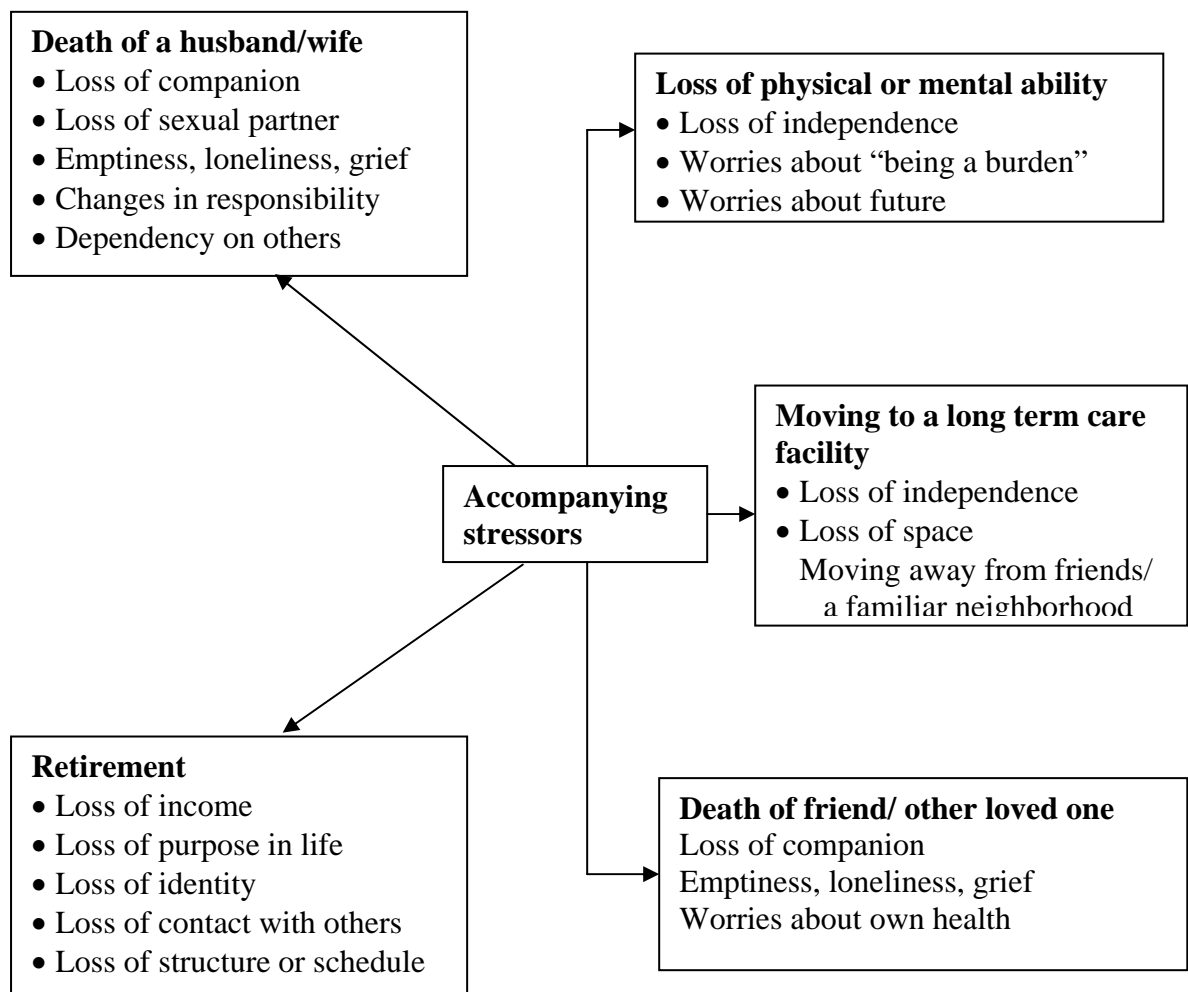 Death of a husband/wife
• Loss of companion
• Loss of sexual partner
• Emptiness, loneliness, grief
• Changes in responsibility
• Dependency on others
Loss of physical or mental ability
• Loss of independence
• Worries about “being a burden”
• Worries about future
Accompanying
stressors
Moving to a long term care
facility
• Loss of independence
• Loss of space
Moving away from friends/
a familiar neighborhood
Retirement
• Loss of income
• Loss of purpose in life
• Loss of identity
• Loss of contact with others
• Loss of structure or schedule
Death of friend/ other loved one
Loss of companion
Emptiness, loneliness, grief
Worries about own health